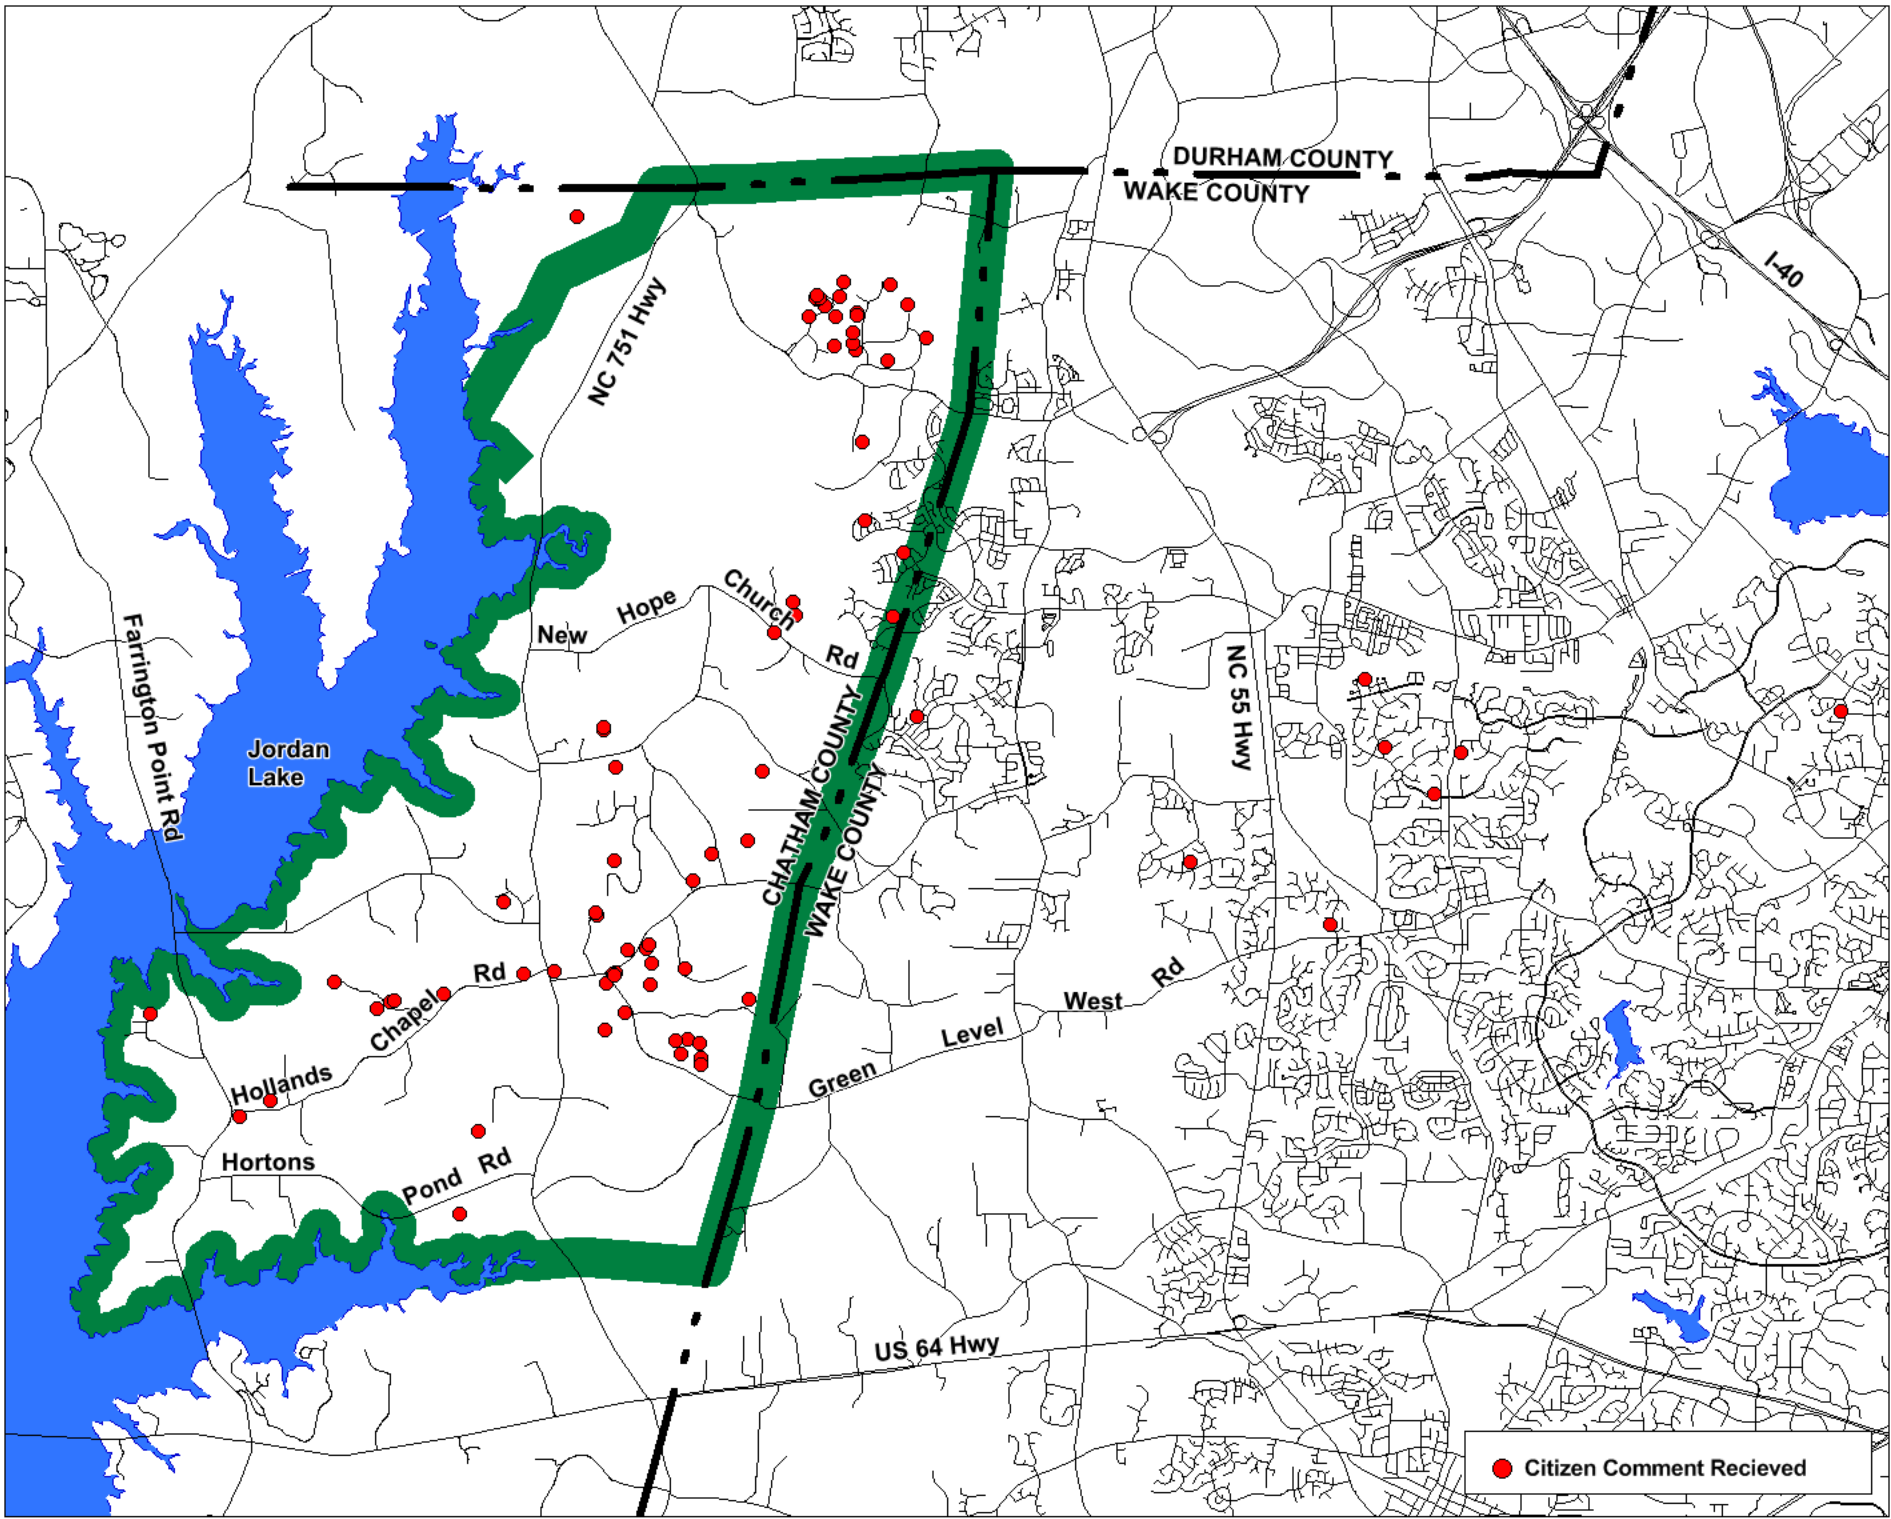 DURHAM COUNTY
WAKE COUNTY
I-40
NC 751 Hwy
New Hope Church Rd
Farrington Point Rd
Jordan
Lake
CHATHAM COUNTY
WAKE COUNTY
NC 55 Hwy
Hollands Chapel Rd
Green Level West Rd
Hortons Pond Rd
US 64 Hwy
Citizen Comment Recieved